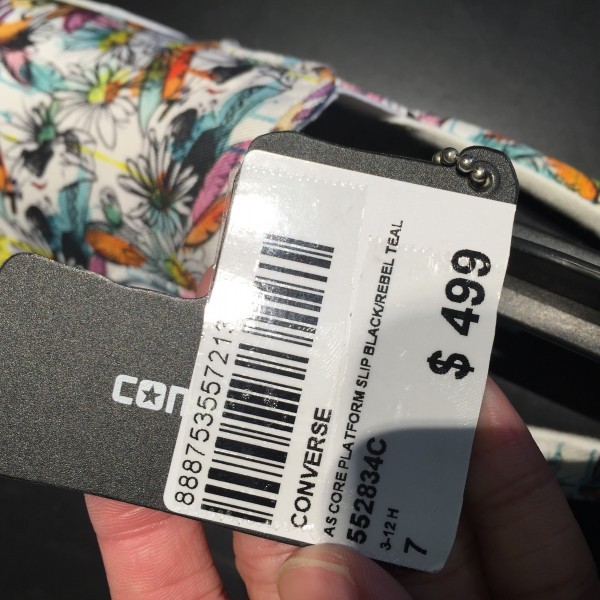 CON
888753557213
CONVERSE
AS CORE PLATFORM SLIP BLACK/REBEL TEAL
552834C
3-12 H
7
$ 499